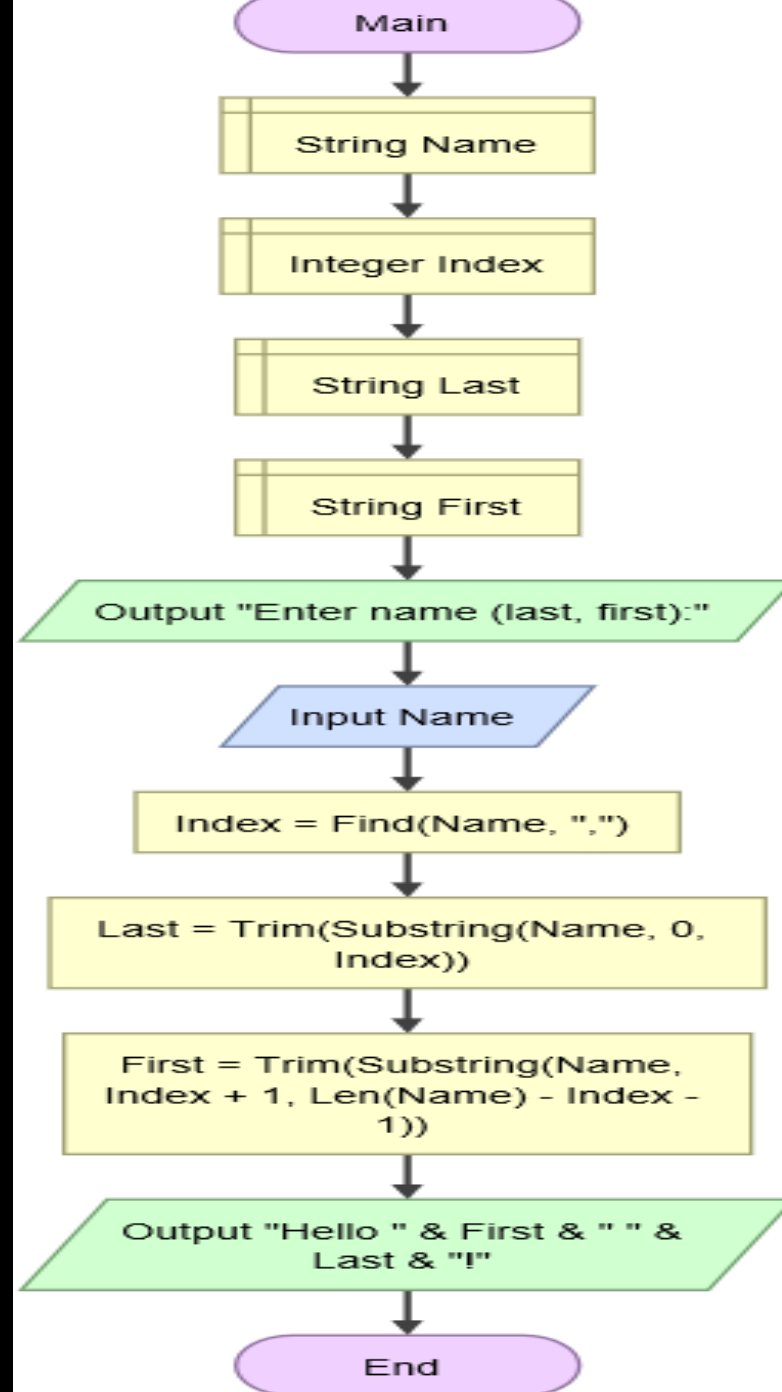 Main
String Name
Integer Index
String Last
String First
Output "Enter name (last, first):"
Input Name
Index = Find(Name, ",")
Last = Trim(Substring(Name, 0,
Index))
First = Trim(Substring(Name,
Index + 1, Len(Name) - Index -
1))
Output "Hello " & First & " " &
Last & "!"
End